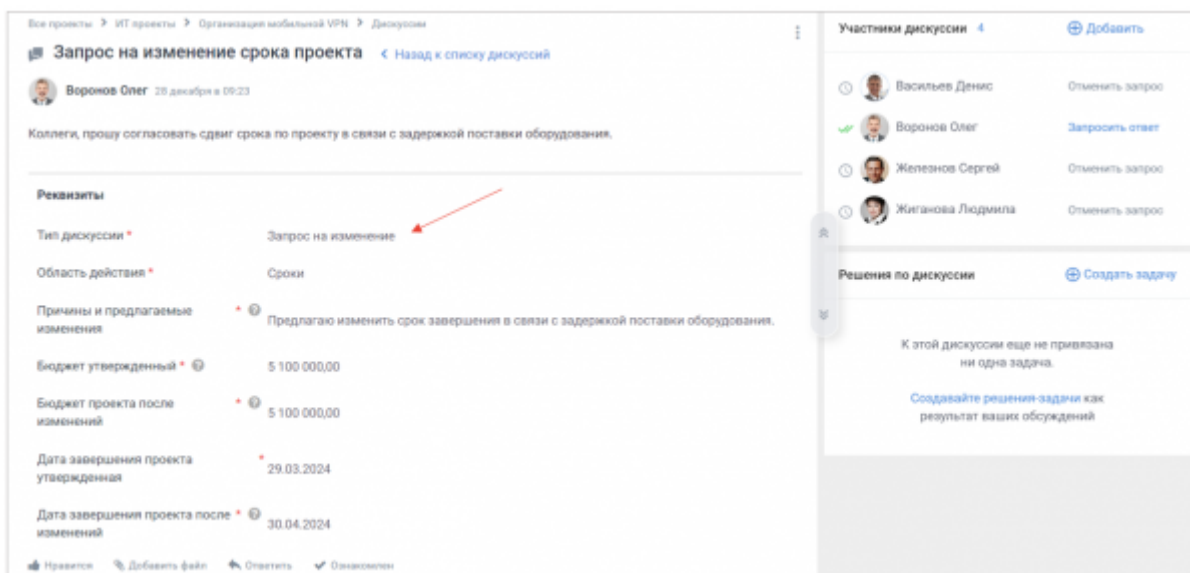 Все проекты > ИТ проекты > Организация мобильной VPN > Дискуссии
Запрос на изменение срока проекта < Назад к списку дискуссий
Воронов Олег 28 декабря в 09:23
Коллеги, прошу согласовать сдвиг срока по проекту в связи с задержкой поставки оборудования.
Реквизиты
Тип дискуссии * Запрос на изменение
Область действия * Сроки
Причины и предлагаемые * ?
изменения
Предлагаю изменить срок завершения в связи с задержкой поставки оборудования.
Бюджет утвержденный * ? 5 100 000,00
Бюджет проекта после * ?
изменений
5 100 000,00
Дата завершения проекта *
утвержденная
29.03.2024
Дата завершения проекта после * ?
изменений
30.04.2024
Нравится Добавить файл Ответить Ознакомлен
Участники дискуссии 4 Добавить
Васильев Денис Отменить запрос
Воронов Олег Запросить ответ
Железнов Сергей Отменить запрос
Жиганова Людмила Отменить запрос
Решения по дискуссии Создать задачу
К этой дискуссии еще не привязана
ни одна задача.
Создавайте решения-задачи как
результат ваших обсуждений